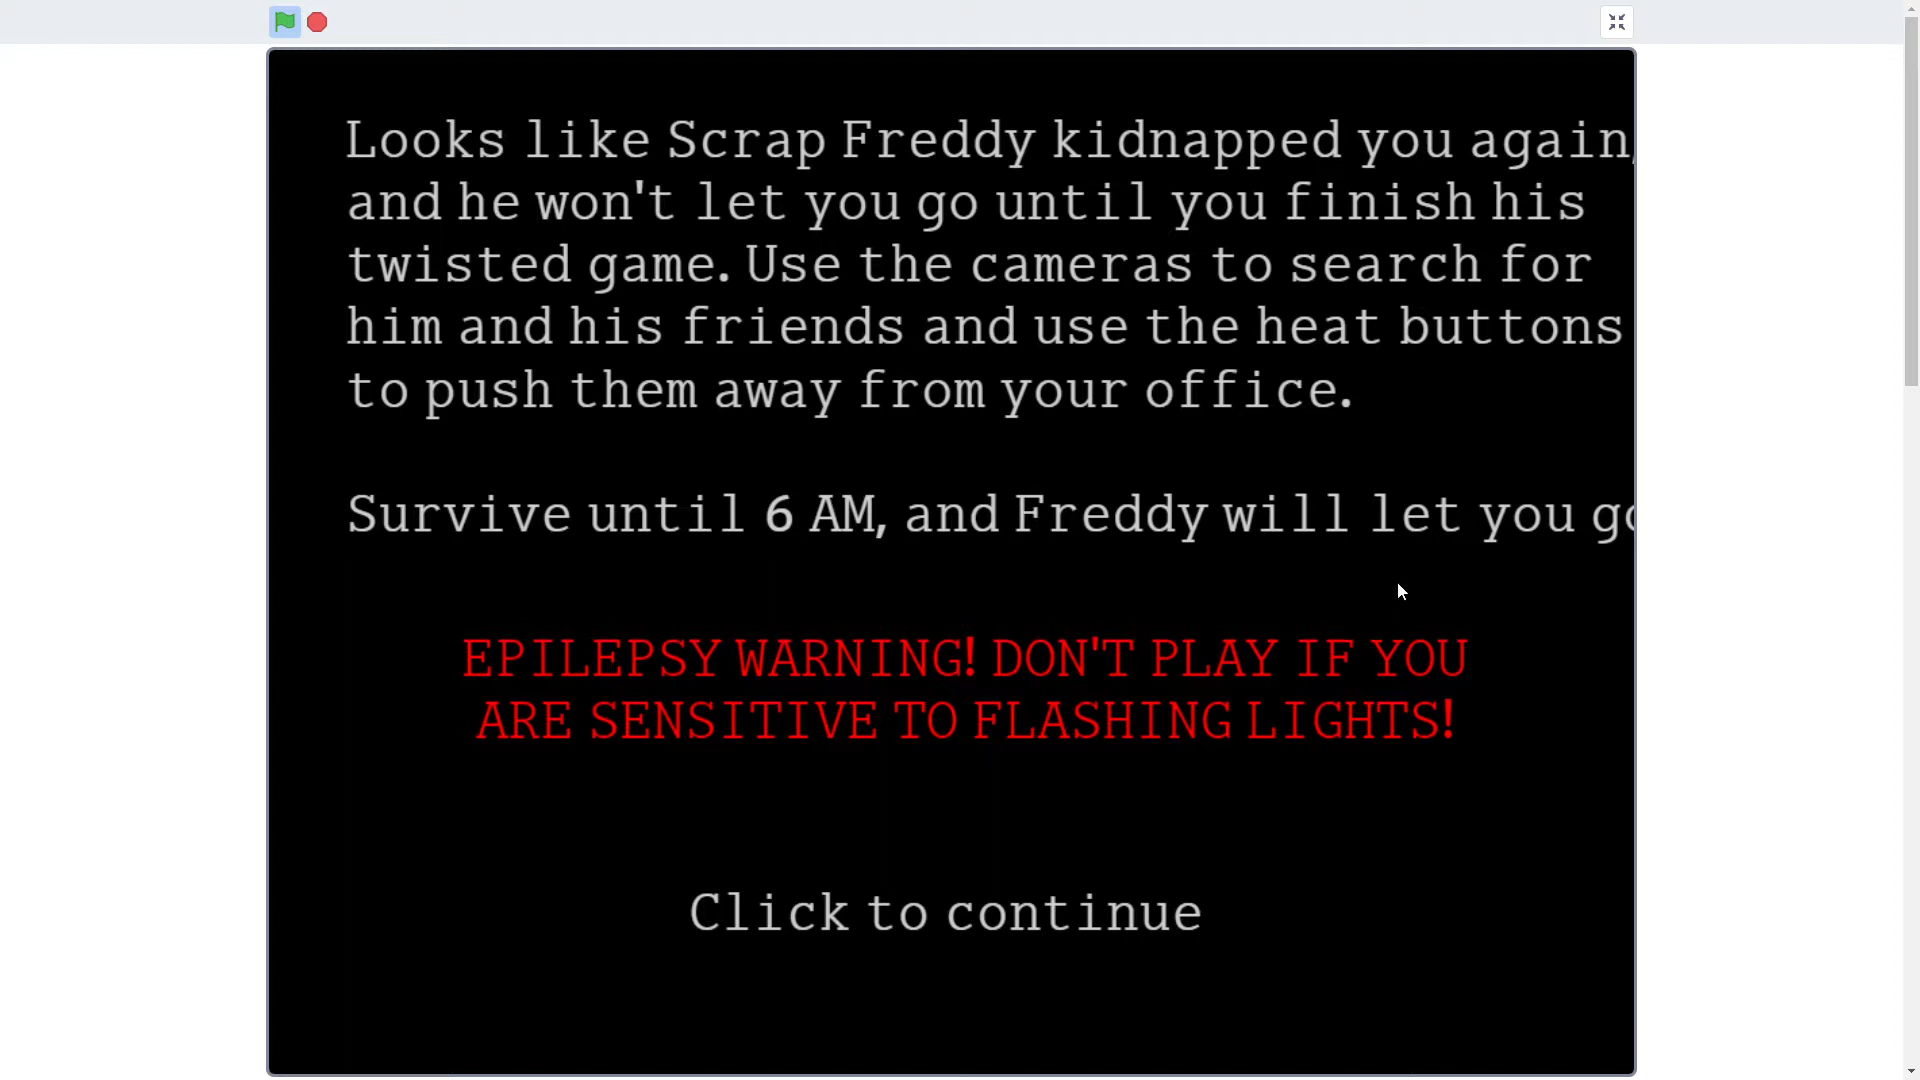 Looks like Scrap Freddy kidnapped you again,
and he won't let you go until you finish his
twisted game. Use the cameras to search for
him and his friends and use the heat buttons
to push them away from your office.
Survive until 6 AM, and Freddy will let you go
EPILEPSY WARNING! DON'T PLAY IF YOU
ARE SENSITIVE TO FLASHING LIGHTS!
Click to continue